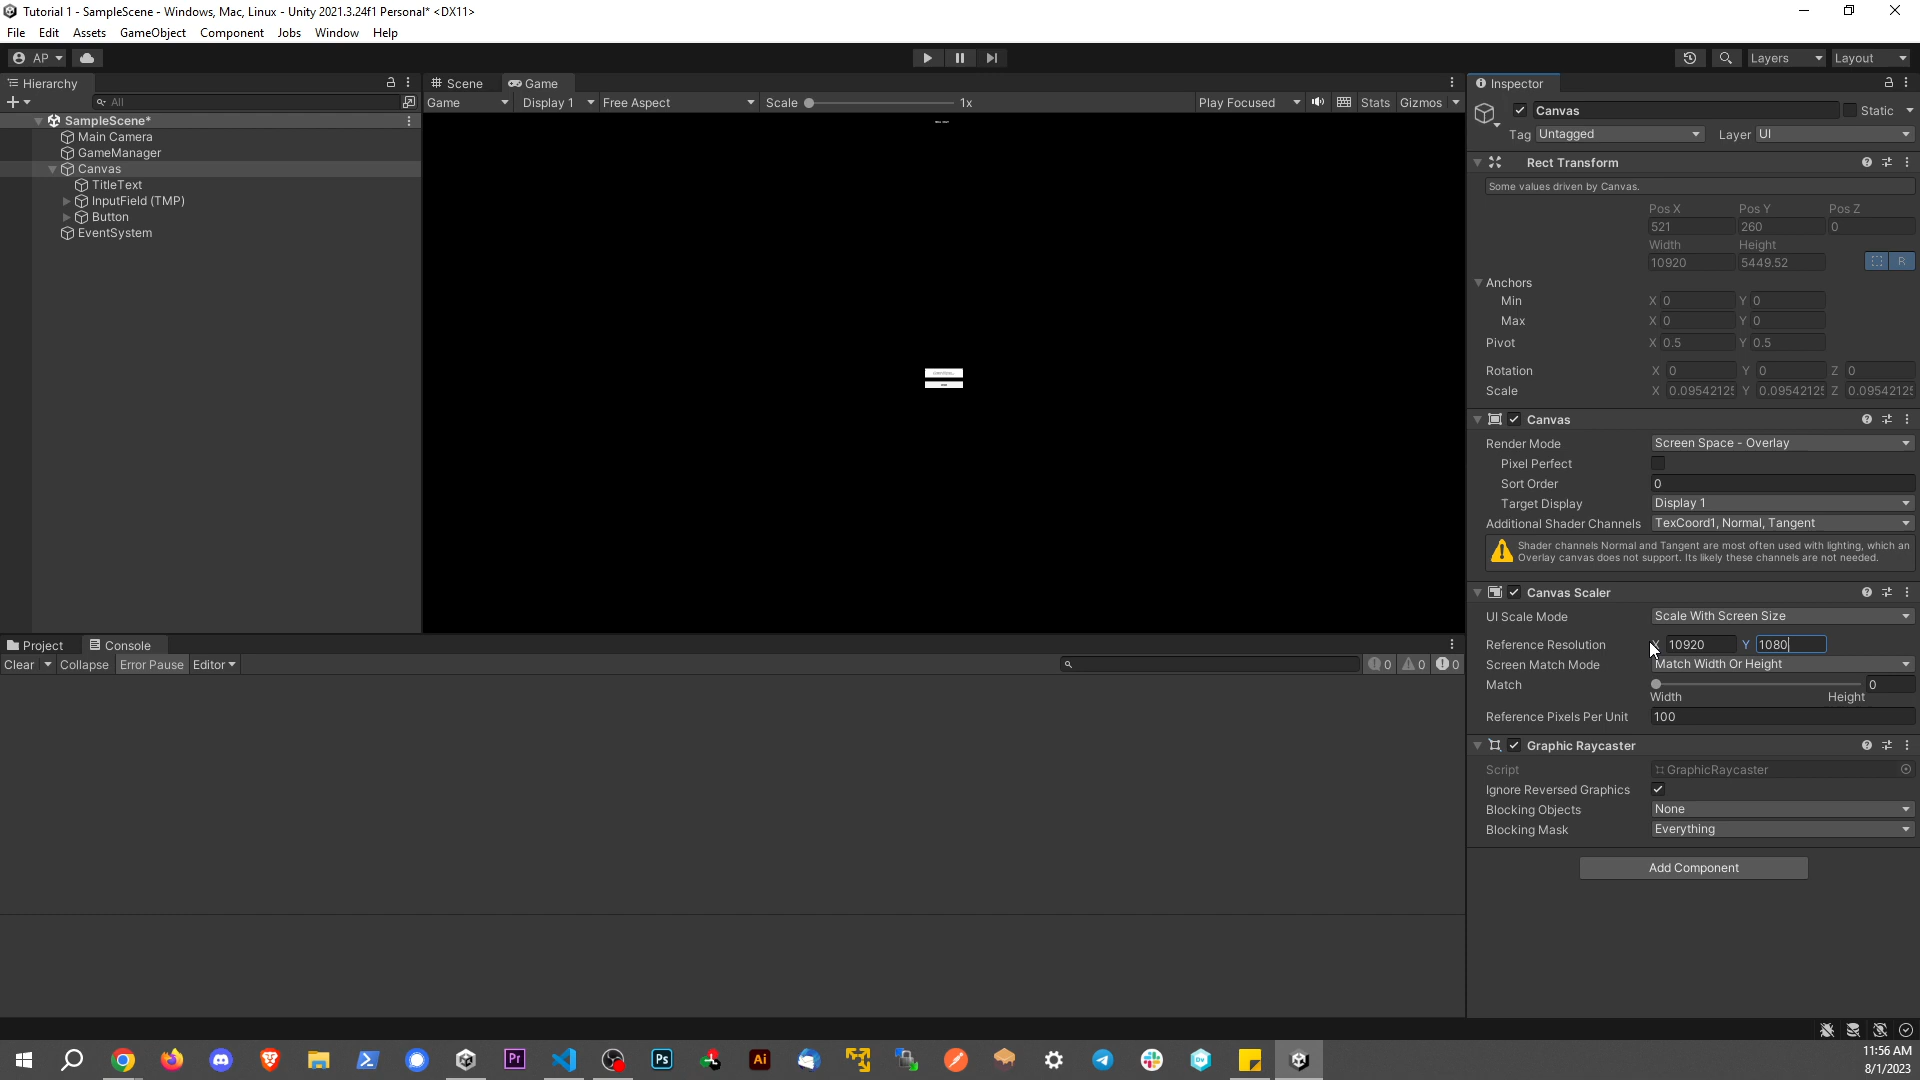 Tutorial 1 - SampleScene - Windows, Mac, Linux - Unity 2021.3.24f1 Personal* <DX11>
File Edit Assets GameObject Component Jobs Window Help
AP Layers Layout
Hierarchy
All
SampleScene*
Main Camera
GameManager
Canvas
TitleText
InputField (TMP)
Button
EventSystem
Scene Game
Game Display 1 Free Aspect Scale 1x Play Focused Stats Gizmos
Inspector
Canvas Static
Tag Untagged Layer UI
Rect Transform
Some values driven by Canvas.
Pos X Pos Y Pos Z
521 260 0
Width Height
10920 5449.52 R
Anchors
Min X 0 Y 0
Max X 0 Y 0
Pivot X 0.5 Y 0.5
Rotation X 0 Y 0 Z 0
Scale X 0.09542125 Y 0.09542125 Z 0.09542125
Canvas
Render Mode Screen Space - Overlay
Pixel Perfect
Sort Order 0
Target Display Display 1
Additional Shader Channels TexCoord1, Normal, Tangent
Shader channels Normal and Tangent are most often used with lighting, which an
Overlay canvas does not support. Its likely these channels are not needed.
Canvas Scaler
UI Scale Mode Scale With Screen Size
Reference Resolution X 10920 Y 1080
Screen Match Mode Match Width Or Height
Match 0
Width Height
Reference Pixels Per Unit 100
Graphic Raycaster
Script GraphicRaycaster
Ignore Reversed Graphics
Blocking Objects None
Blocking Mask Everything
Add Component
Project Console
Clear Collapse Error Pause Editor 0 0 0
Pr Ps Ai
11:56 AM
8/1/2023